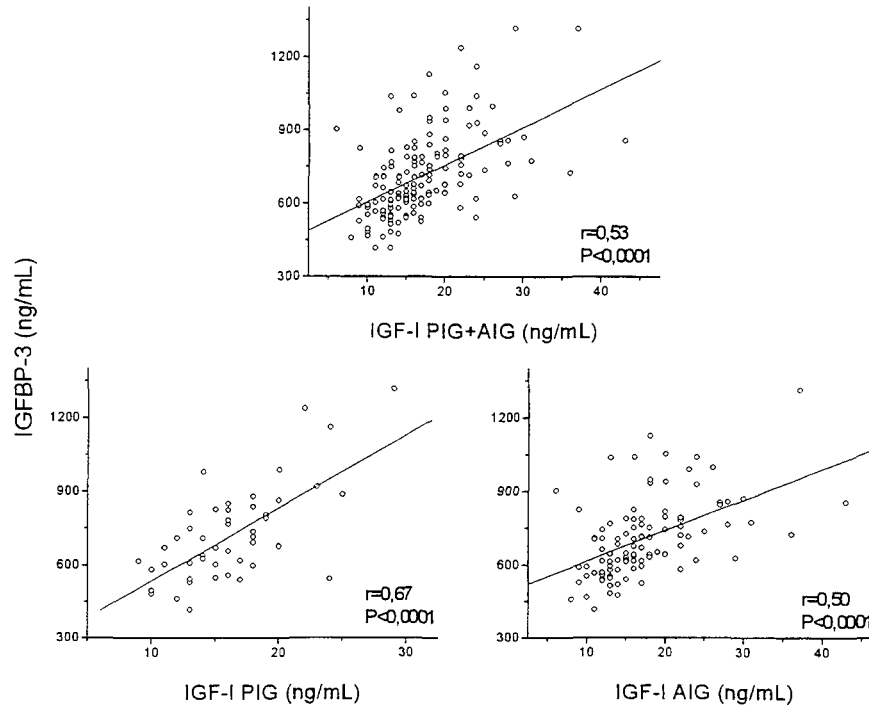 1200
900
600
300
r=0,53
P<0,0001
10
20
30
40
IGF-I PIG+AIG (ng/mL)
IGFBP-3 (ng/mL)
1200
900
600
300
r=0,67
P<0,0001
10
20
30
IGF-I PIG (ng/mL)
1200
900
600
300
r=0,50
P<0,0001
10
20
30
40
IGF-I AIG (ng/mL)